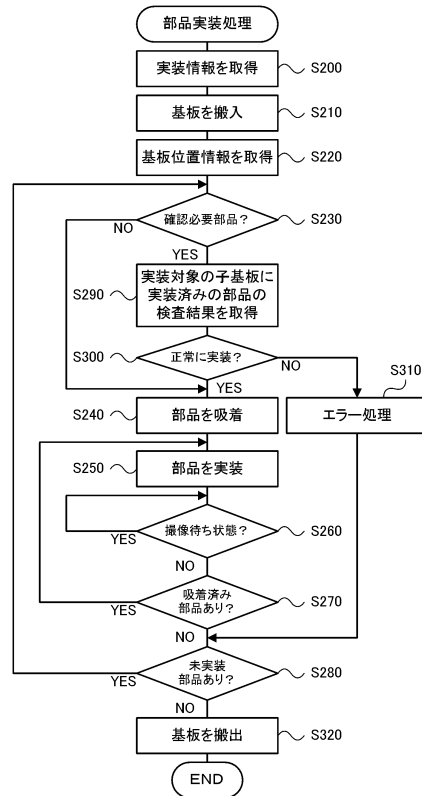 部品実装処理
実装情報を取得
S200
基板を搬入
S210
基板位置情報を取得
S220
確認必要部品?
S230
NO
YES
実装対象の子基板に
実装済みの部品の
検査結果を取得
S290
正常に実装?
S300
NO
YES
S310
エラー処理
部品を吸着
S240
部品を実装
S250
撮像待ち状態?
S260
YES
NO
吸着済み
部品あり?
S270
YES
NO
未実装
部品あり?
S280
YES
NO
基板を搬出
S320
END